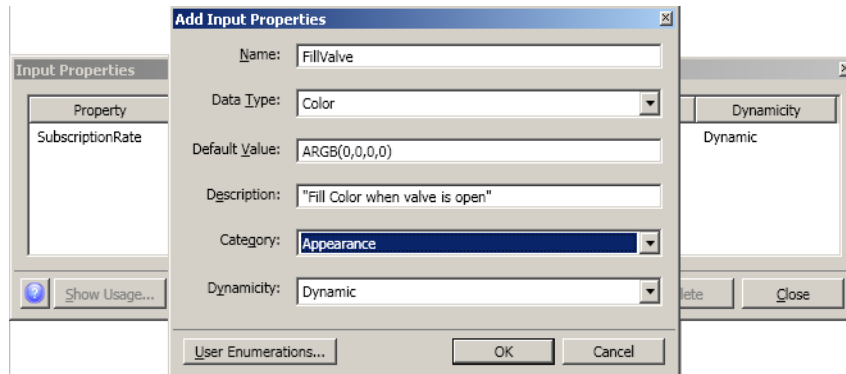 Add Input Properties
Name: FillValve
Input Properties
Data Type: Color
Property
Dynamicity
SubscriptionRate
Dynamic
Default Value: ARGB(0,0,0,0)
Description: "Fill Color when valve is open"
Category: Appearance
Dynamicity: Dynamic
Show Usage...
Close
User Enumerations...
OK
Cancel